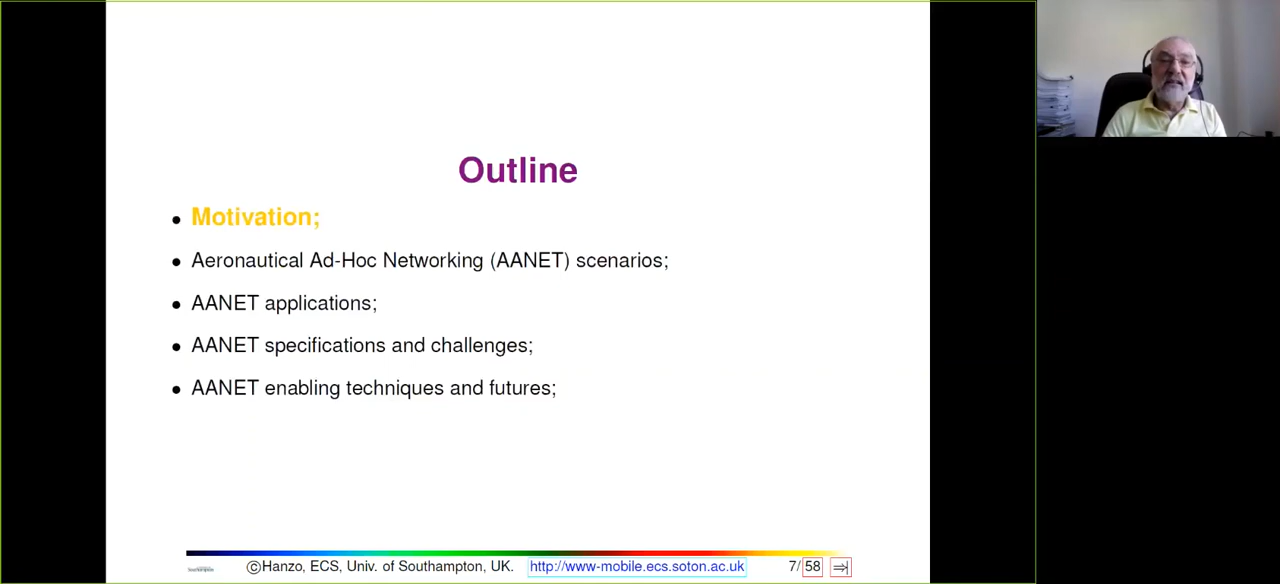 Outline
• Motivation;
• Aeronautical Ad-Hoc Networking (AANET) scenarios;
• AANET applications;
• AANET specifications and challenges;
• AANET enabling techniques and futures;
Southampton
©Hanzo, ECS, Univ. of Southampton, UK. http://www-mobile.ecs.soton.ac.uk 7/58